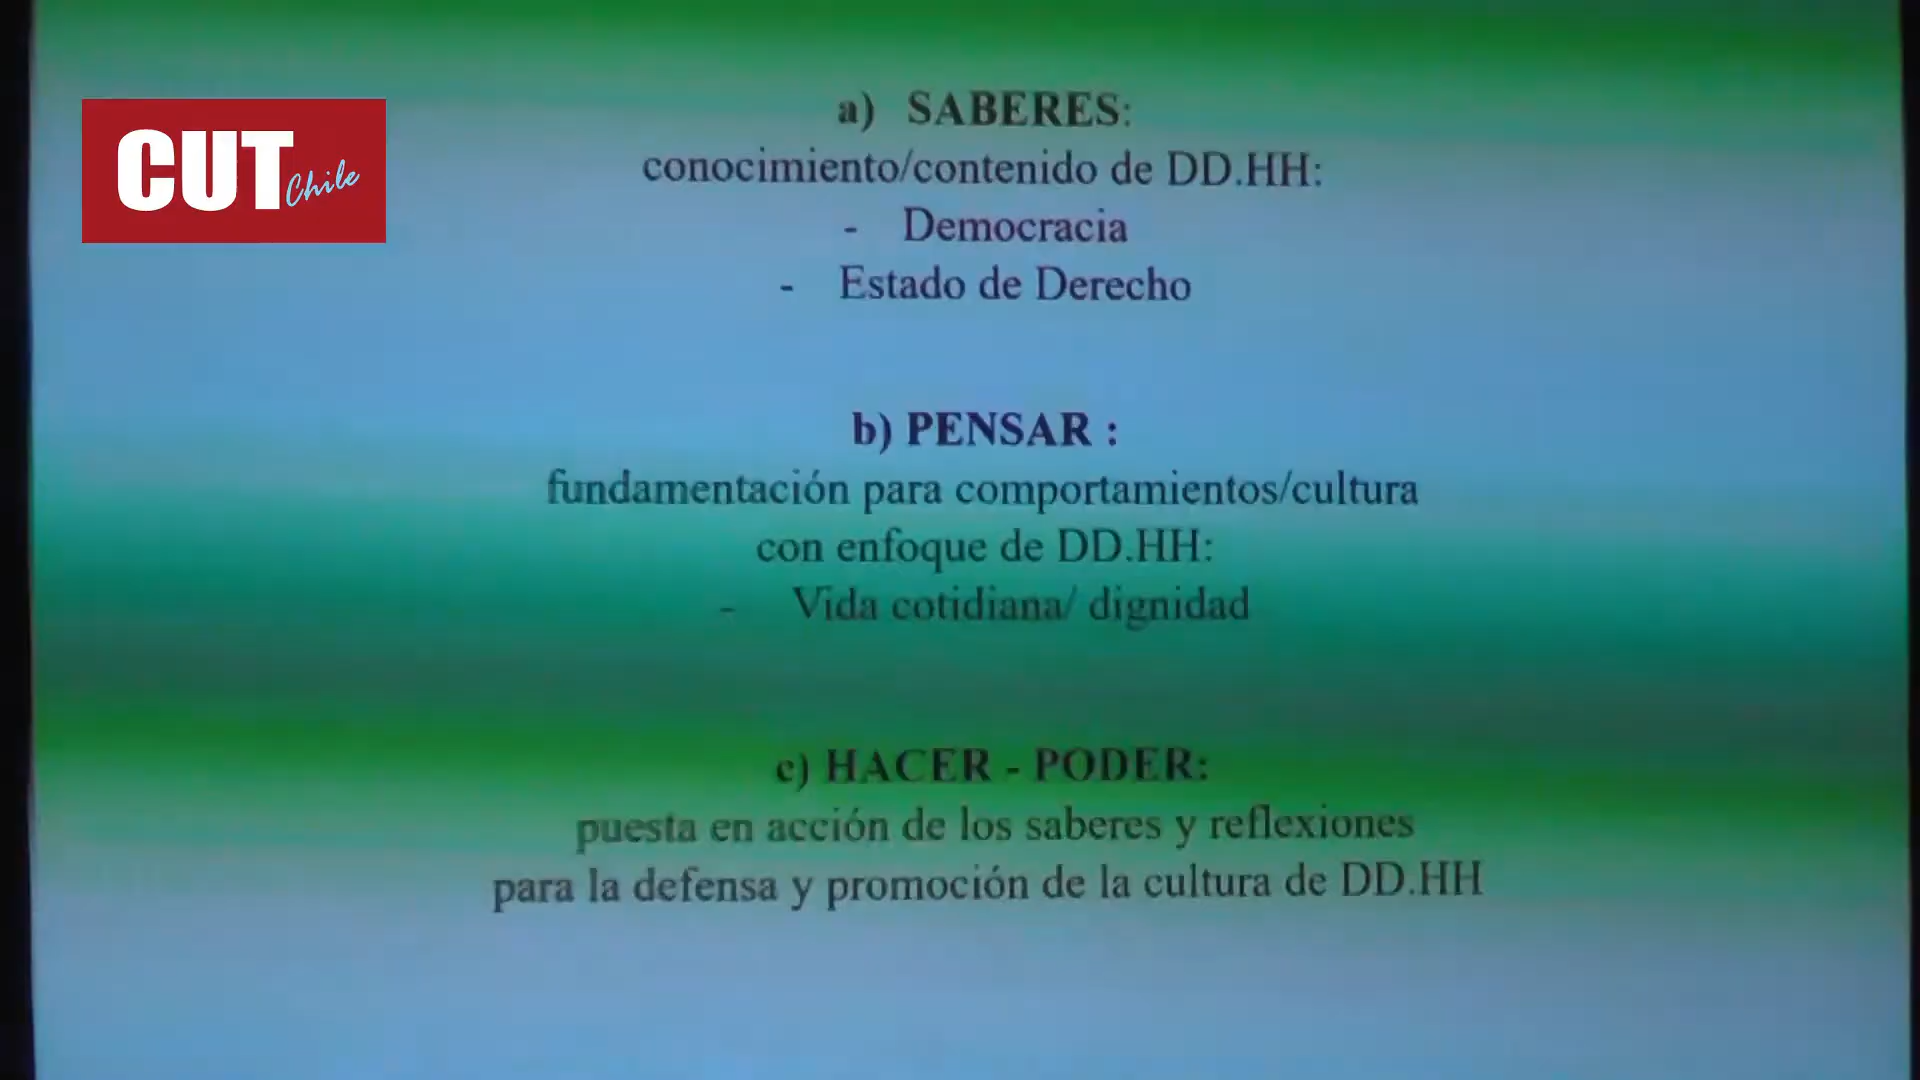 CUT Chile
a) SABERES:
conocimiento/contenido de DD.HH:
- Democracia
- Estado de Derecho
b) PENSAR :
fundamentación para comportamientos/cultura
con enfoque de DD.HH:
- Vida cotidiana/ dignidad
c) HACER - PODER:
puesta en acción de los saberes y reflexiones
para la defensa y promoción de la cultura de DD.HH